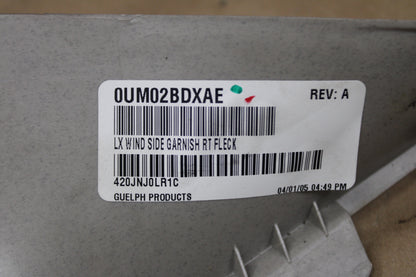 0UM02BDXAE REV: A
LX WIND SIDE GARNISH RT FLECK
420JNJ0LR1C
GUELPH PRODUCTS 04/01/05 04:49 PM